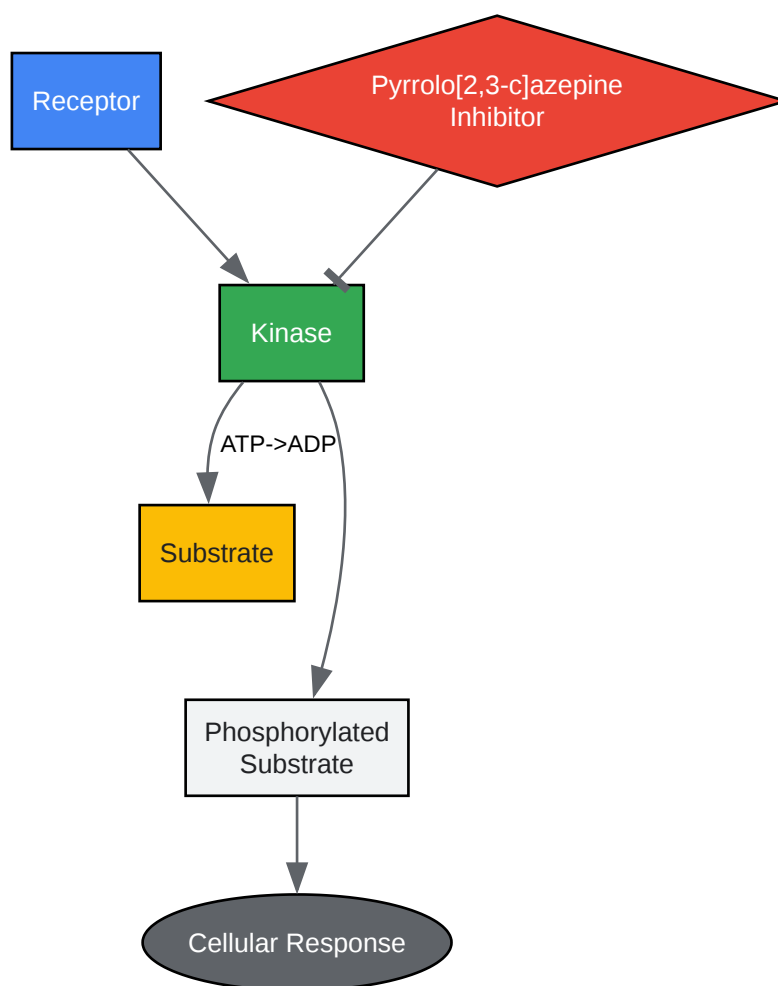 Receptor
Pyrrolo[2,3-c]azepine
Inhibitor
Kinase
ATP->ADP
Substrate
Phosphorylated
Substrate
Cellular Response